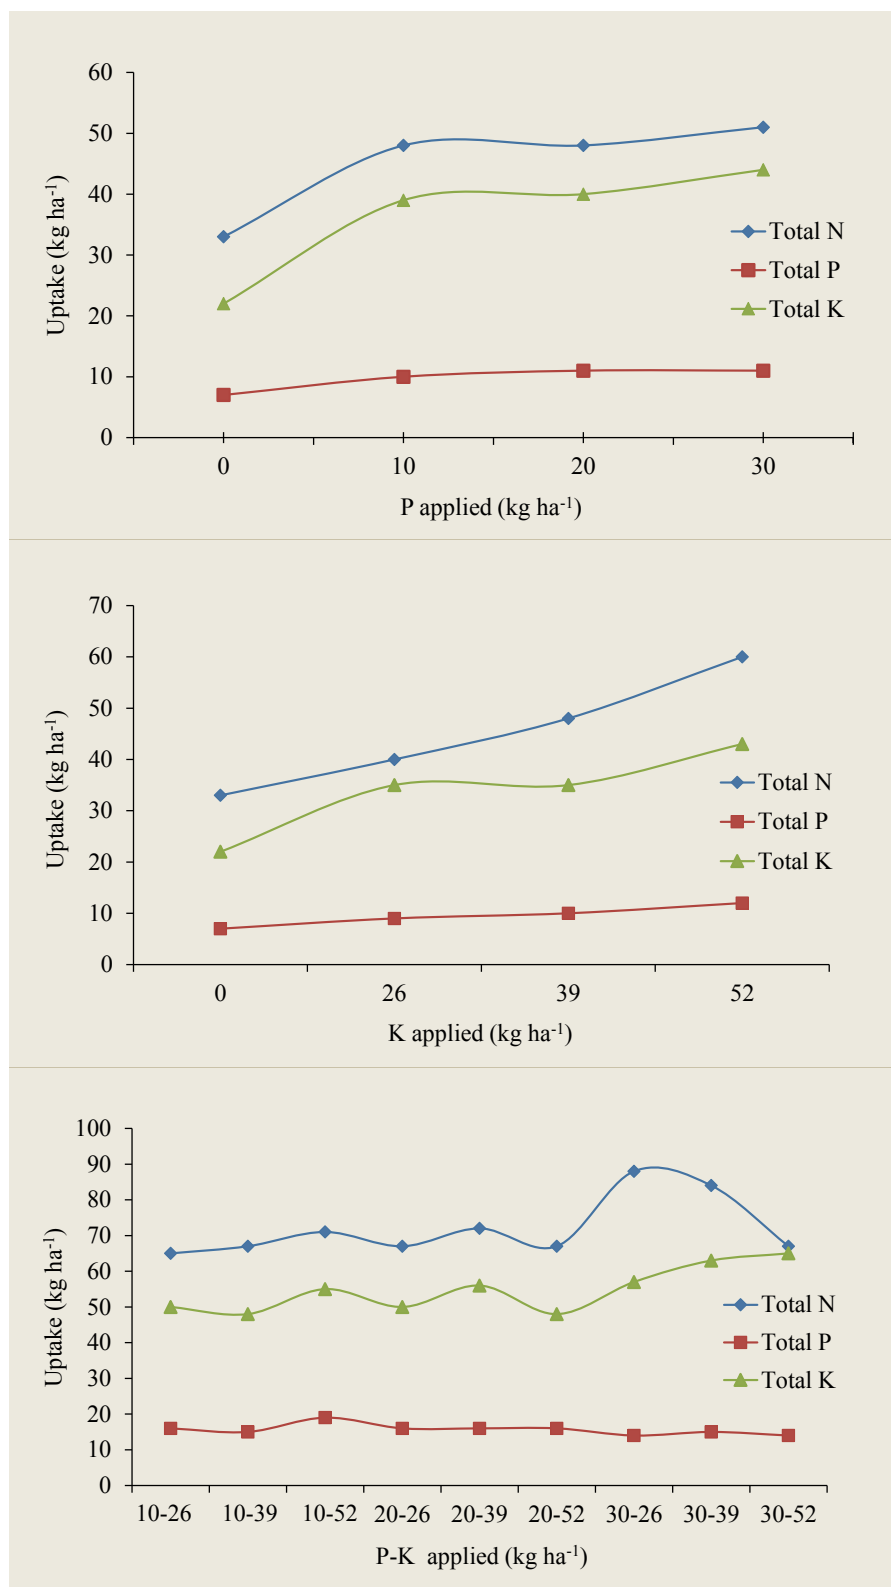 60
50
40
30
20
10
0
Uptake (kg ha-1)
Total N
Total P
Total K
0 10 20 30
P applied (kg ha-1)
70
60
50
40
30
20
10
0
Uptake (kg ha-1)
Total N
Total P
Total K
0 26 39 52
K applied (kg ha-1)
100
90
80
70
60
50
40
30
20
10
0
Uptake (kg ha-1)
Total N
Total P
Total K
10-26 10-39 10-52 20-26 20-39 20-52 30-26 30-39 30-52
P-K applied (kg ha-1)